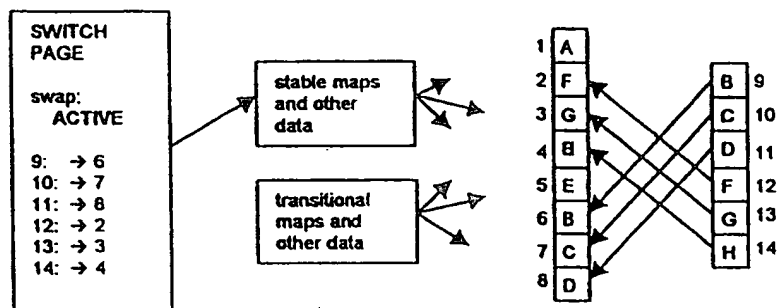 SWITCH
PAGE
swap:
ACTIVE
9: → 6
10: → 7
11: → 8
12: → 2
13: → 3
14: → 4
stable maps
and other
data
transitional
maps and
other data
1 A
2 F
3 G
4
5 E
6 B
7 C
8 D
B 9
C 10
D 11
F 12
G 13
H 14